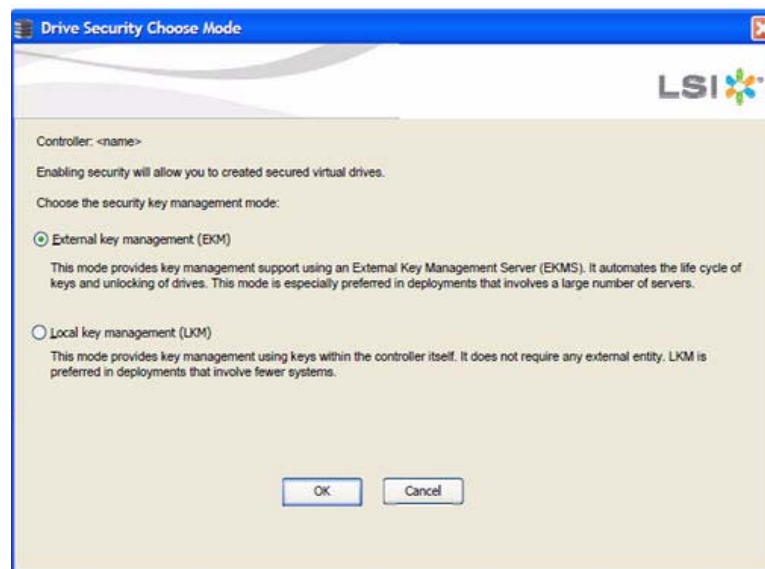 Drive Security Choose Mode
LSI
Controller: <name>
Enabling security will allow you to created secured virtual drives.
Choose the security key management mode:
External key management (EKM)
This mode provides key management support using an External Key Management Server (EKMS). It automates the life cycle of
keys and unlocking of drives. This mode is especially preferred in deployments that involves a large number of servers.
Local key management (LKM)
This mode provides key management using keys within the controller itself. It does not require any external entity. LKM is
preferred in deployments that involve fewer systems.
OK
Cancel